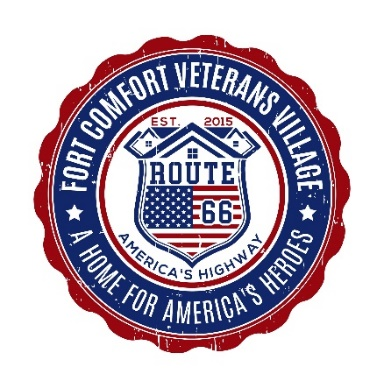 FORT COMFORT VETERANS VILLAGE
EST. 2015
ROUTE
66
AMERICA'S HIGHWAY
A HOME FOR AMERICA'S HEROES